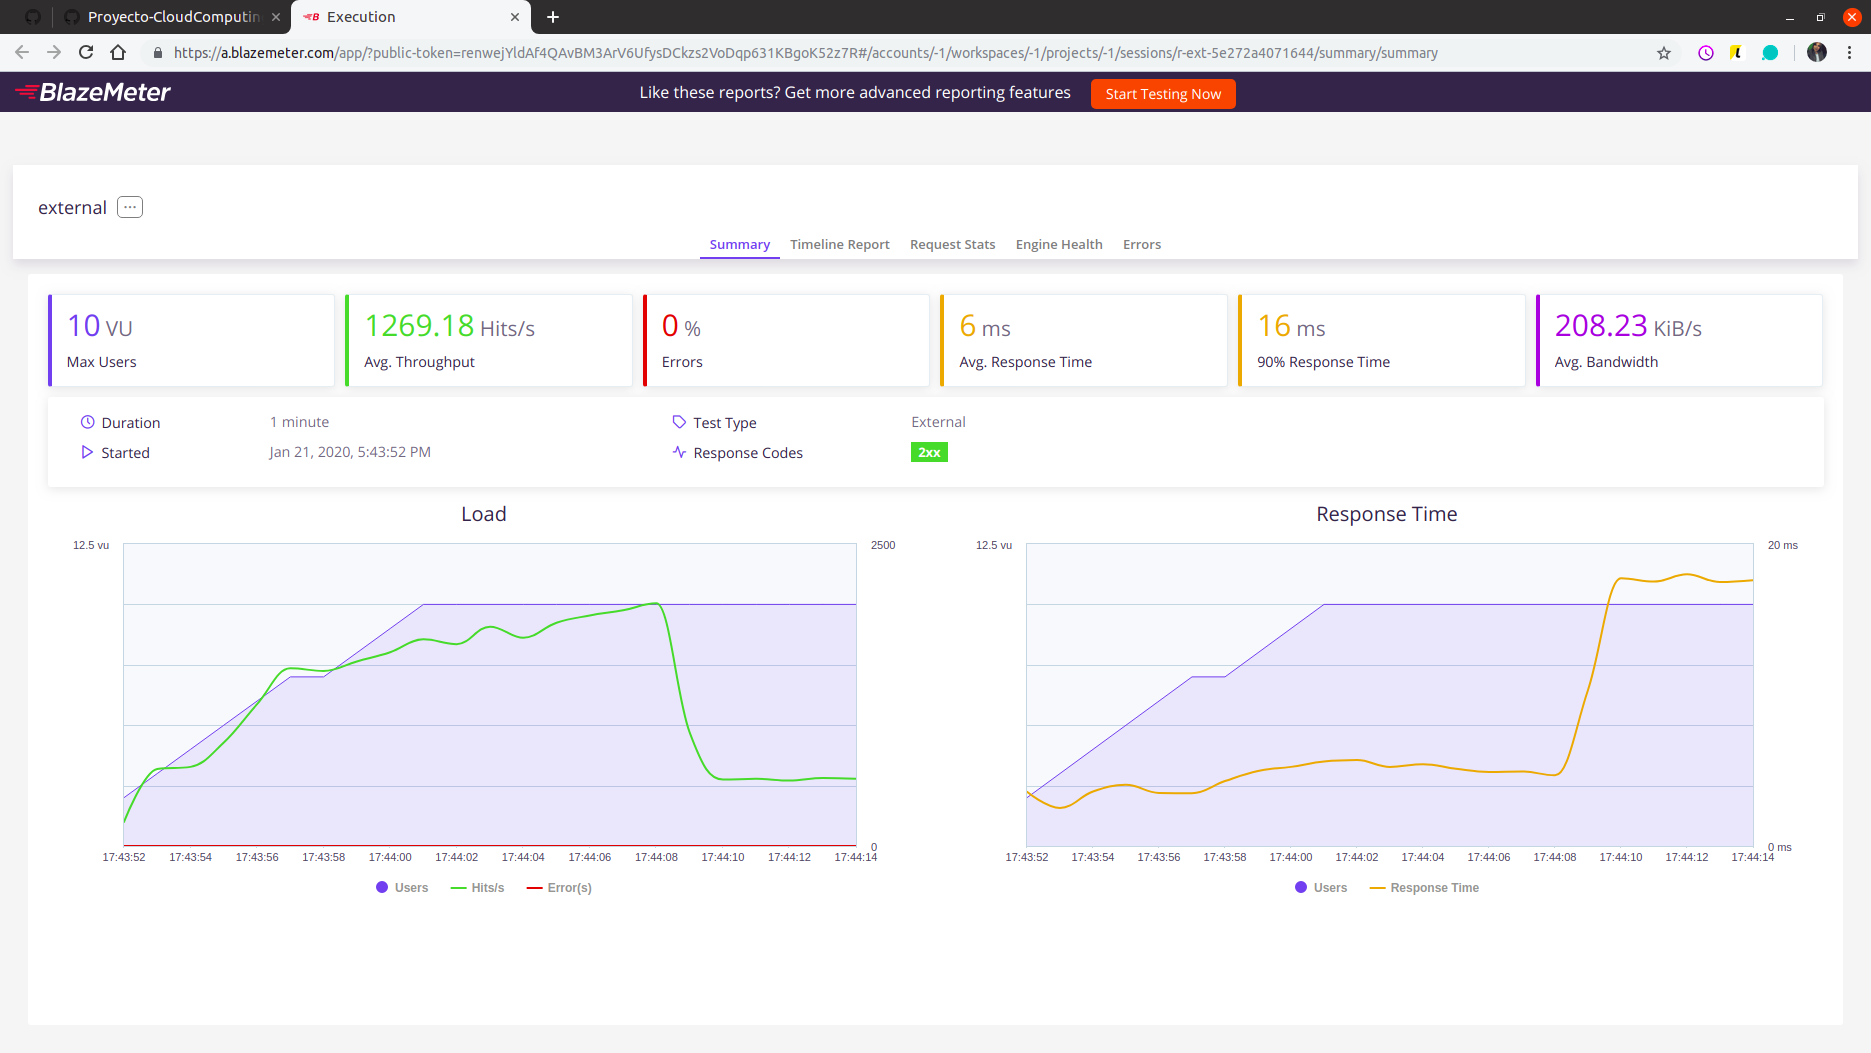 Proyecto-CloudComputin
Execution
https://a.blazemeter.com/app/?public-token=renwejYldAf4QAvBM3ArV6UfysDCkzs2VoDqp631KBgoK52z7R#/accounts/-1/workspaces/-1/projects/-1/sessions/r-ext-5e272a4071644/summary/summary
BlazeMeter
Like these reports? Get more advanced reporting features
Start Testing Now
external
Summary Timeline Report Request Stats Engine Health Errors
10 VU
Max Users
1269.18 Hits/s
Avg. Throughput
0 %
Errors
6 ms
Avg. Response Time
16 ms
90% Response Time
208.23 KiB/s
Avg. Bandwidth
Duration 1 minute
Test Type External
Started Jan 21, 2020, 5:43:52 PM
Response Codes 2xx
Load
12.5 vu
2500
0
17:43:52 17:43:54 17:43:56 17:43:58 17:44:00 17:44:02 17:44:04 17:44:06 17:44:08 17:44:10 17:44:12 17:44:14
Users Hits/s Error(s)
Response Time
12.5 vu
20 ms
0 ms
17:43:52 17:43:54 17:43:56 17:43:58 17:44:00 17:44:02 17:44:04 17:44:06 17:44:08 17:44:10 17:44:12 17:44:14
Users Response Time